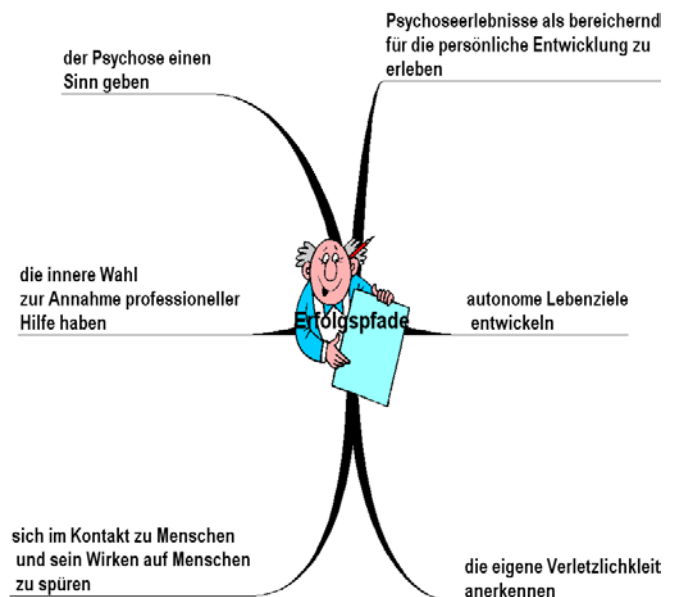 der Psychose einen
Sinn geben
Psychoseerlebnisse als bereichernd
für die persönliche Entwicklung zu
erleben
die innere Wahl
zur Annahme professioneller
Hilfe haben
Erfolgspfade
autonome Lebenziele
entwickeln
sich im Kontakt zu Menschen
und sein Wirken auf Menschen
zu spüren
die eigene Verletzlichkleit
anerkennen